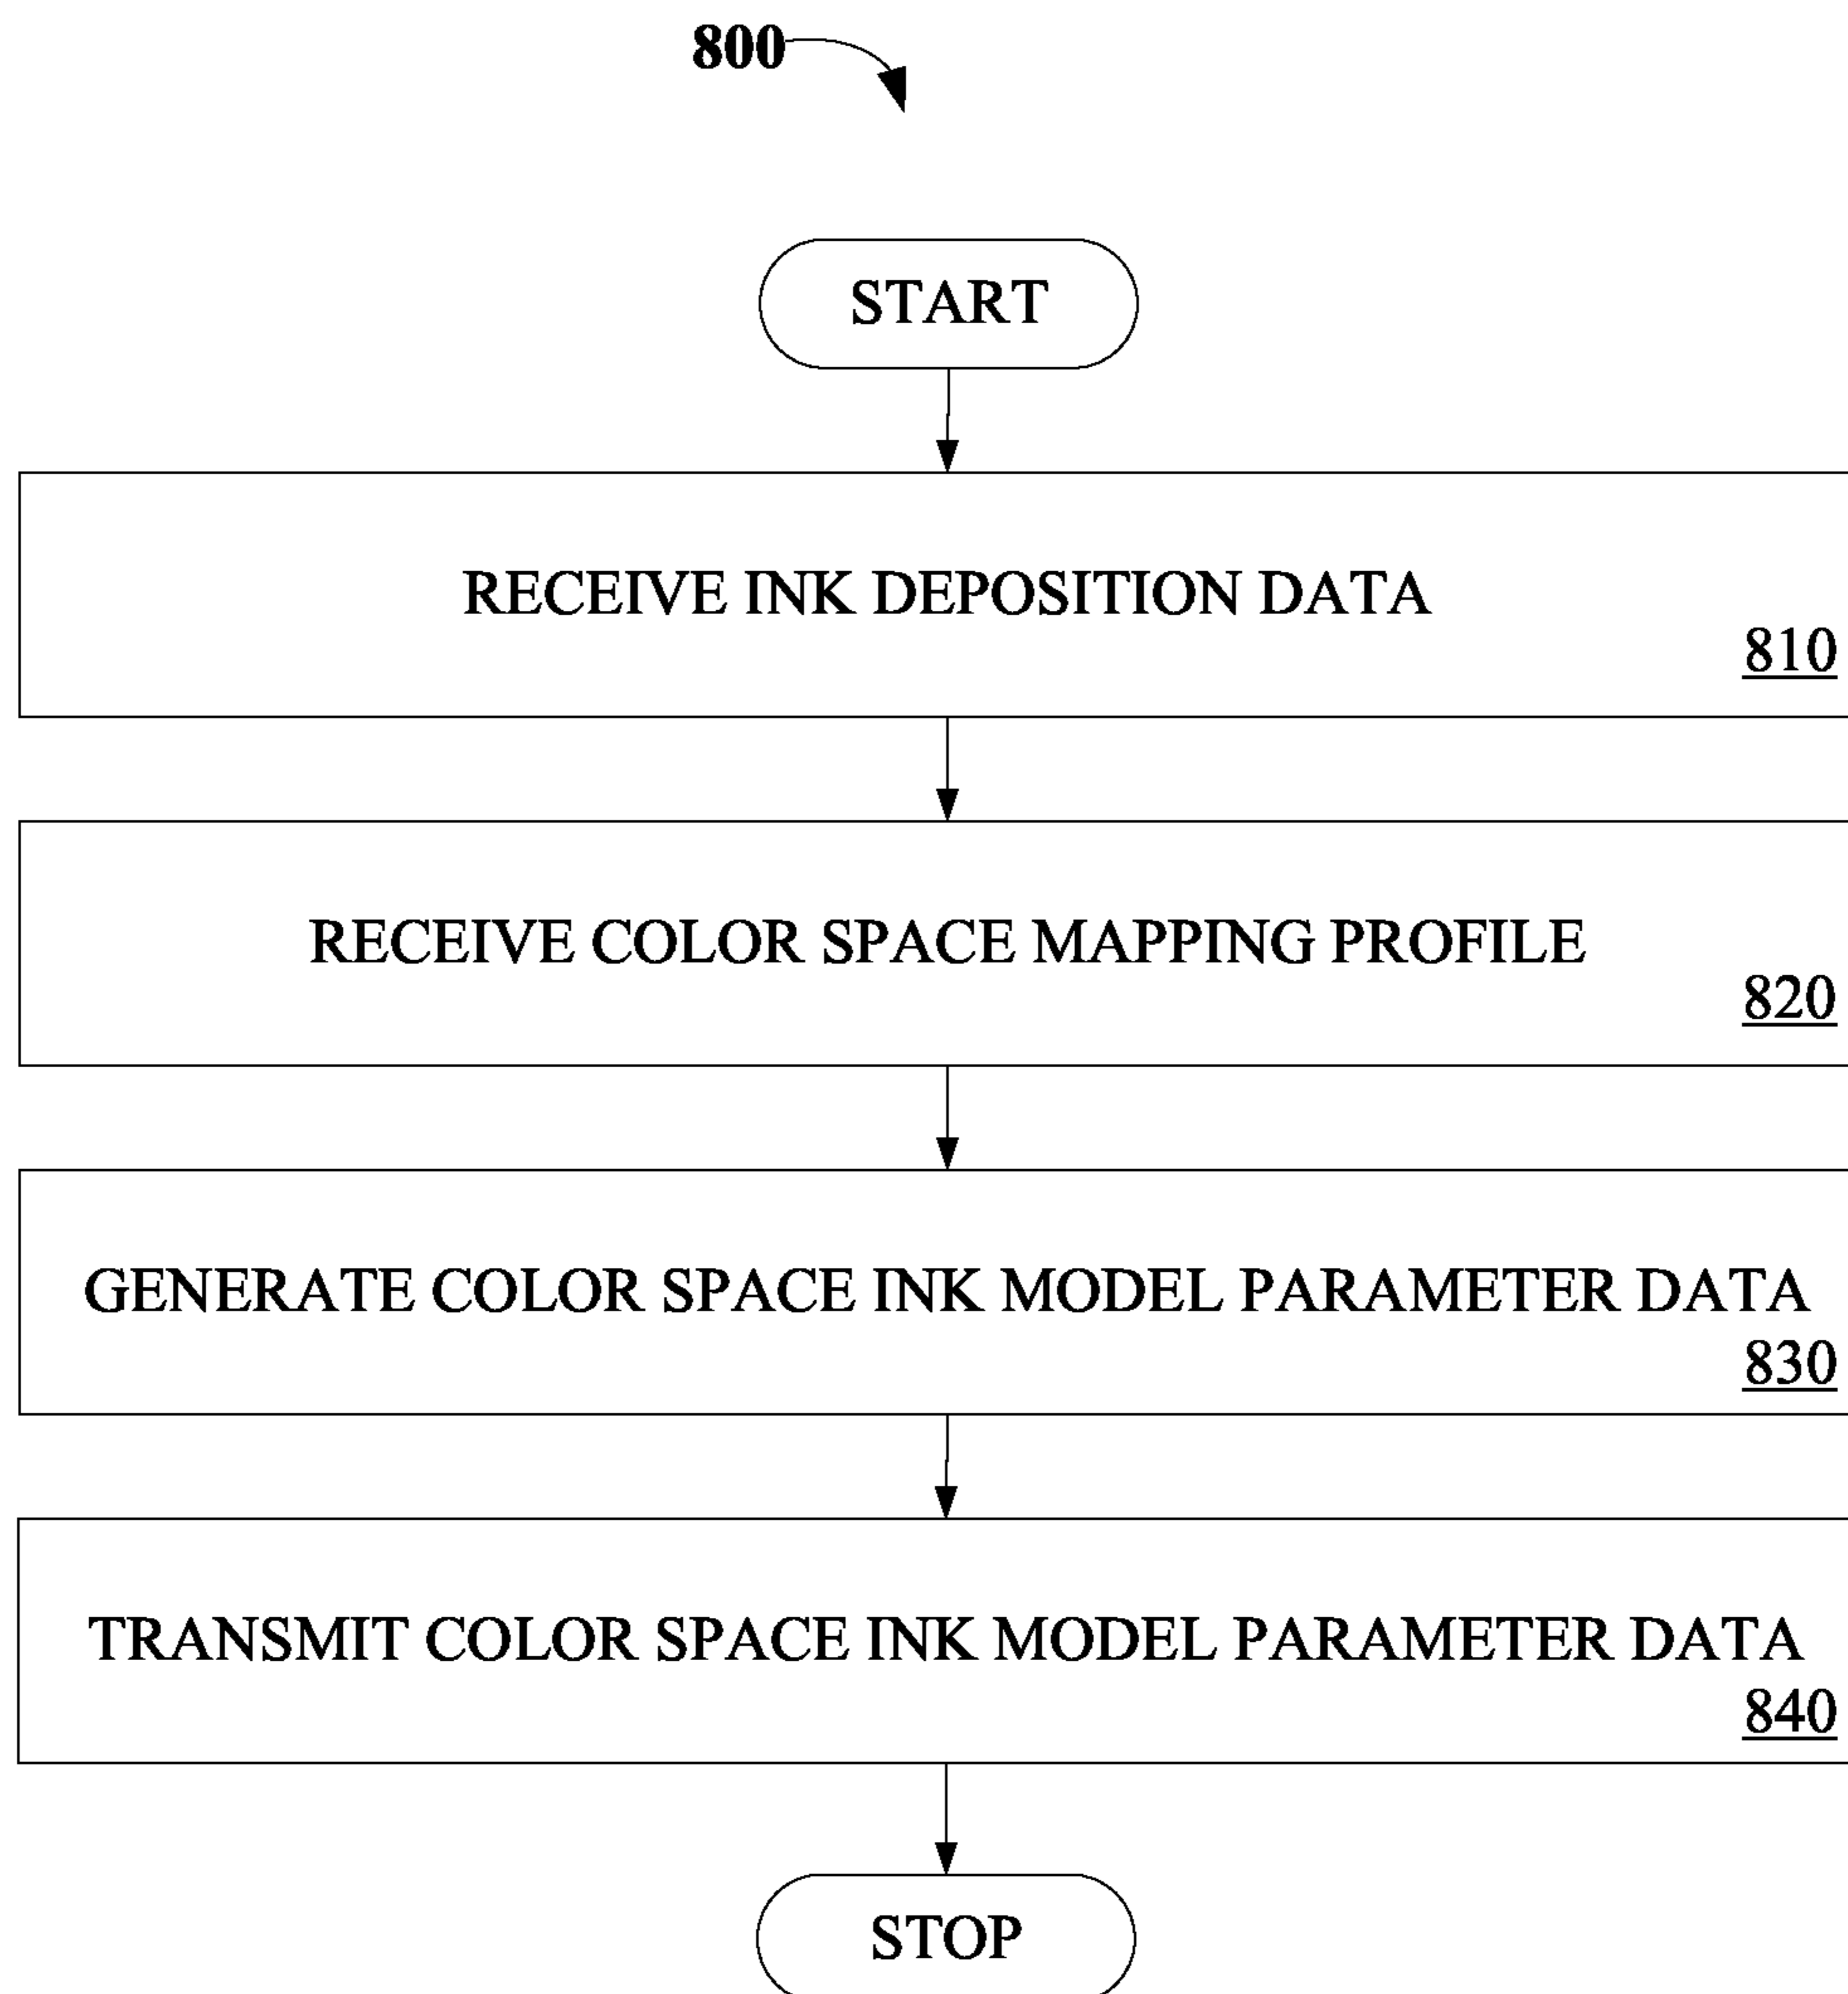 800
START
RECEIVE INK DEPOSITION DATA
810
RECEIVE COLOR SPACE MAPPING PROFILE
820
GENERATE COLOR SPACE INK MODEL PARAMETER DATA
830
TRANSMIT COLOR SPACE INK MODEL PARAMETER DATA
840
STOP